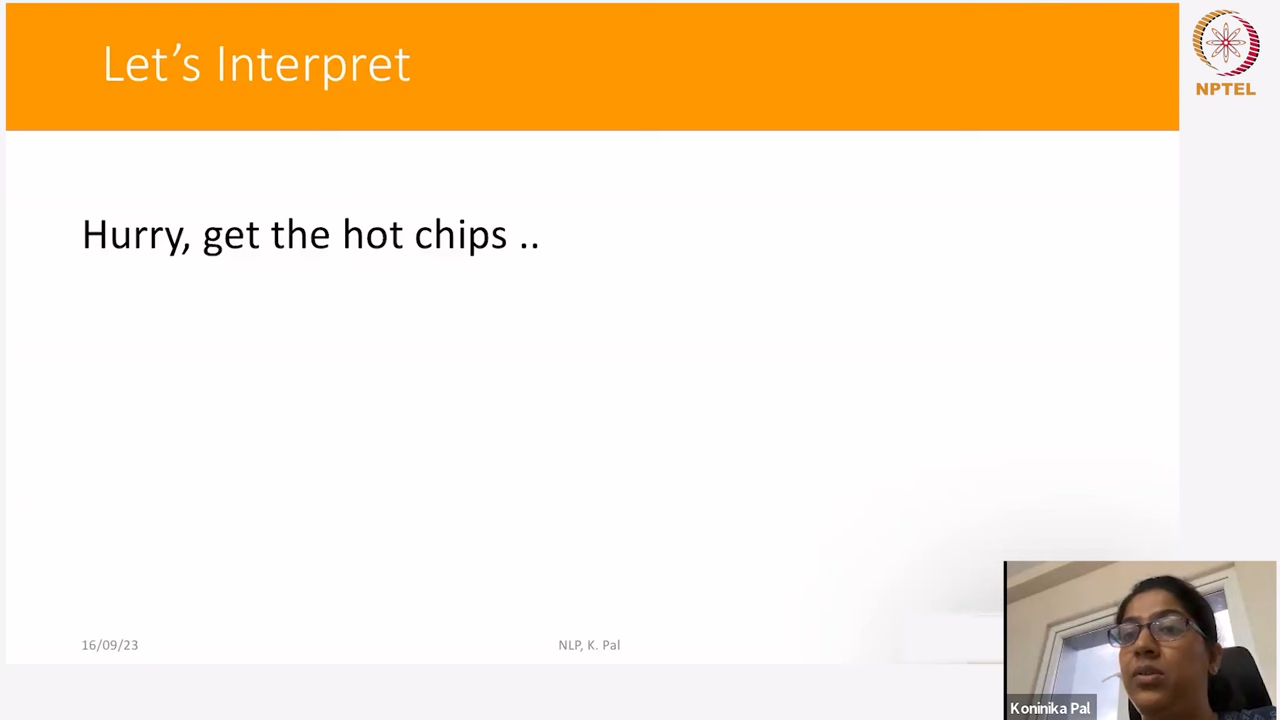 Let's Interpret
NPTEL
Hurry, get the hot chips ..
16/09/23
NLP, K. Pal
Koninika Pal